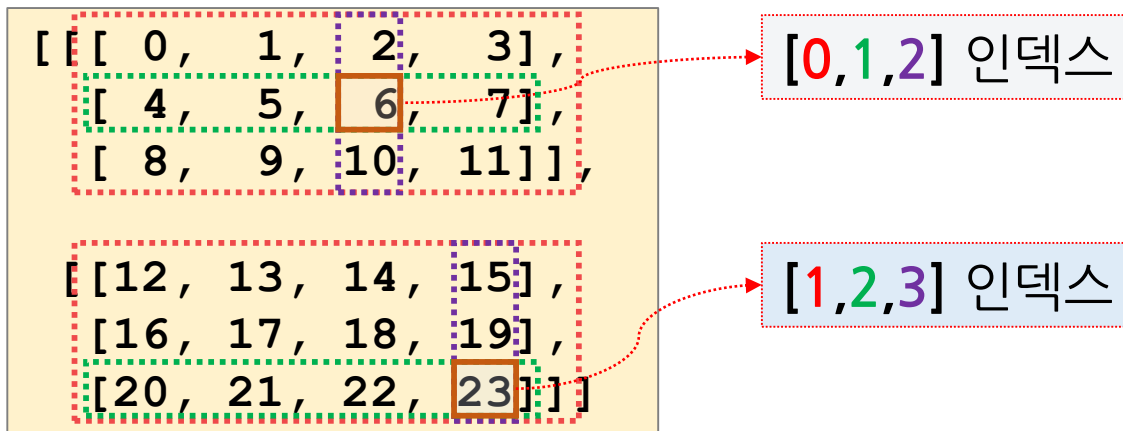 [[[ 0, 1, 2, 3],
[ 4, 5, 6, 7],
[ 8, 9, 10, 11]],
[[12, 13, 14, 15],
[16, 17, 18, 19],
[20, 21, 22, 23]]]
[0,1,2] 인덱스
[1,2,3] 인덱스